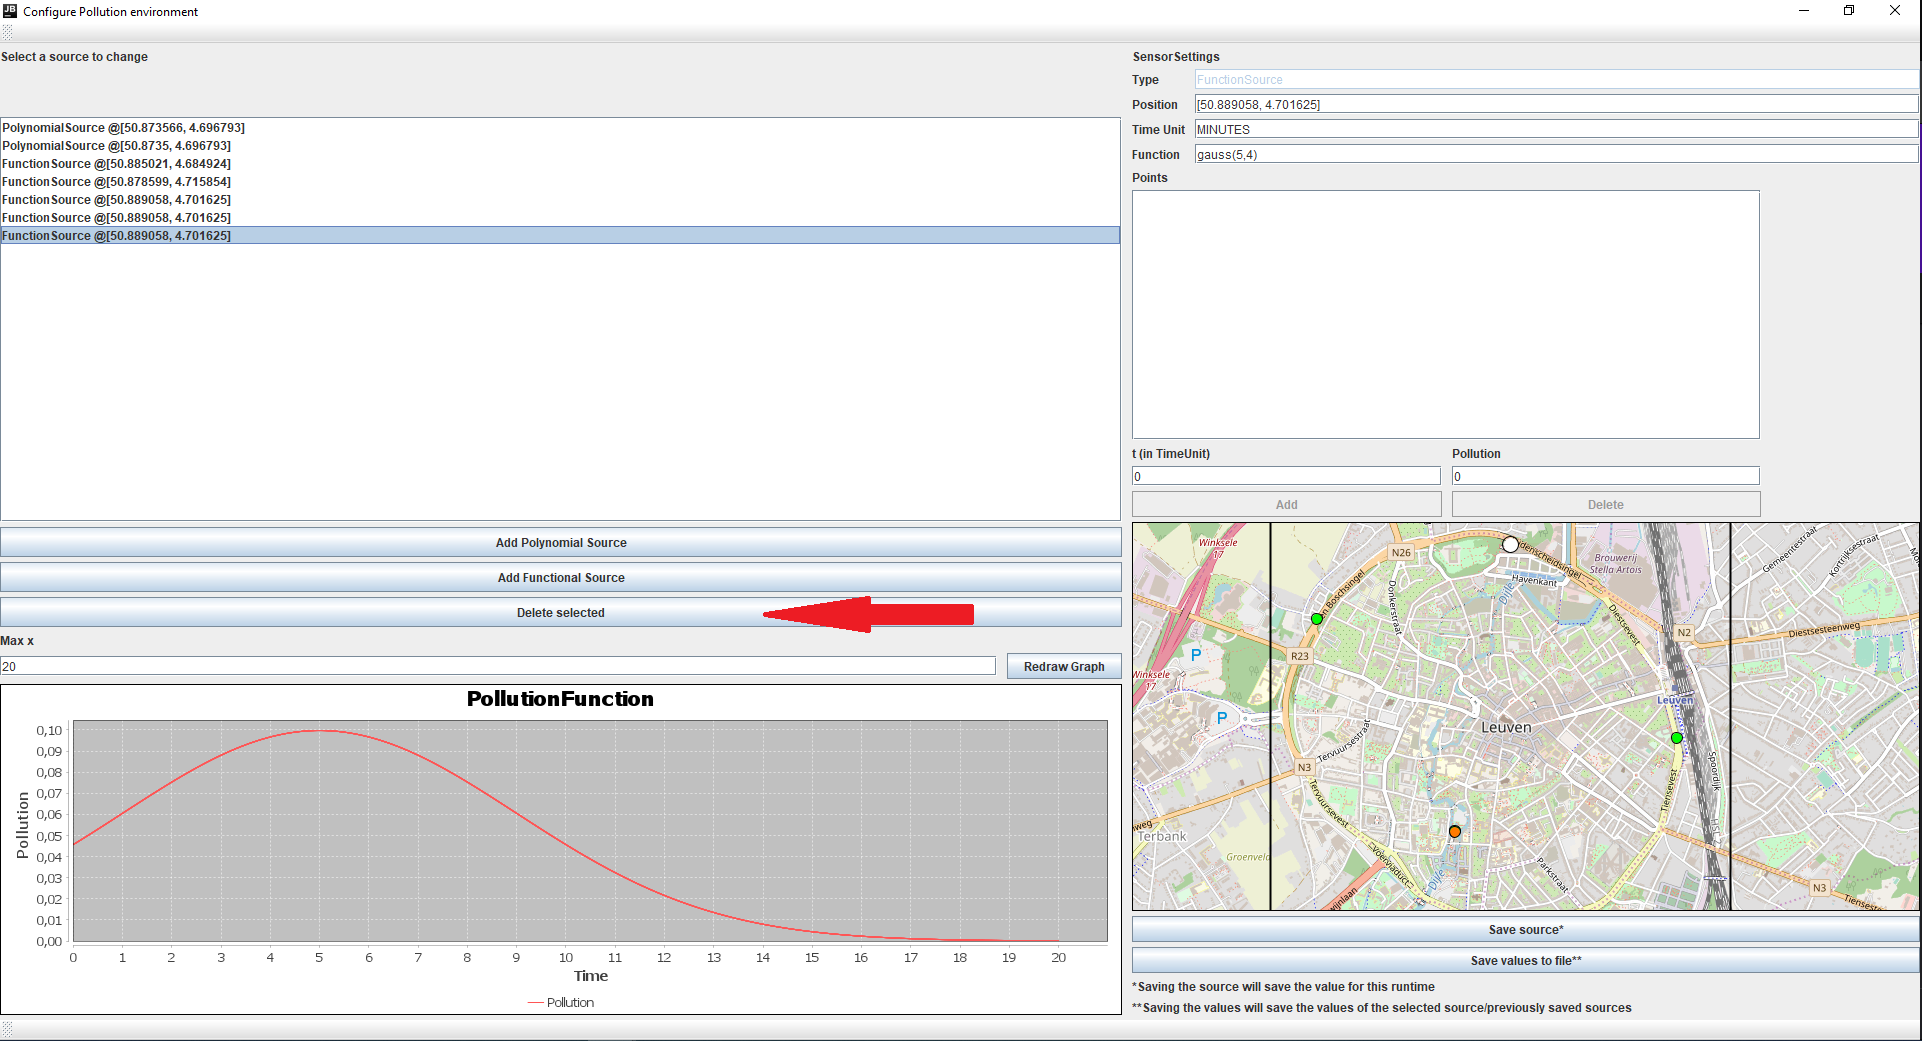 JB Configure Pollution environment
Select a source to change
PolynomialSource @[50.873566, 4.696793]
PolynomialSource @[50.8735, 4.696793]
FunctionSource @[50.885021, 4.684924]
FunctionSource @[50.878599, 4.715854]
FunctionSource @[50.889058, 4.701625]
FunctionSource @[50.889058, 4.701625]
FunctionSource @[50.889058, 4.701625]
Add Polynomial Source
Add Functional Source
Delete selected
Max x
20
Redraw Graph
PollutionFunction
Pollution
0,10
0,09
0,08
0,07
0,06
0,05
0,04
0,03
0,02
0,01
0,00
0 1 2 3 4 5 6 7 8 9 10 11 12 13 14 15 16 17 18 19 20
Time
Pollution
SensorSettings
Type FunctionSource
Position [50.889058, 4.701625]
Time Unit MINUTES
Function gauss(5,4)
Points
t (in TimeUnit) Pollution
0 0
Add Delete
Winksele
17
N26
Havenkant
Brouwerij
Stella Artois
Gemeentestraat
Kortrijksestraat
Donkerstraat
Dijle
Diestsevest
N2
Diestsesteenweg
P
R23
Winksele
17
P
Leuven
Leuven
Tervuursestraat
N3
Tervuursevest
Spoordijk
Tiensevest
HSL 2
Terbank
Groenveld
Voerviaduct
Dijle
Parkstraat
N3
Save source*
Save values to file**
*Saving the source will save the value for this runtime
**Saving the values will save the values of the selected source/previously saved sources